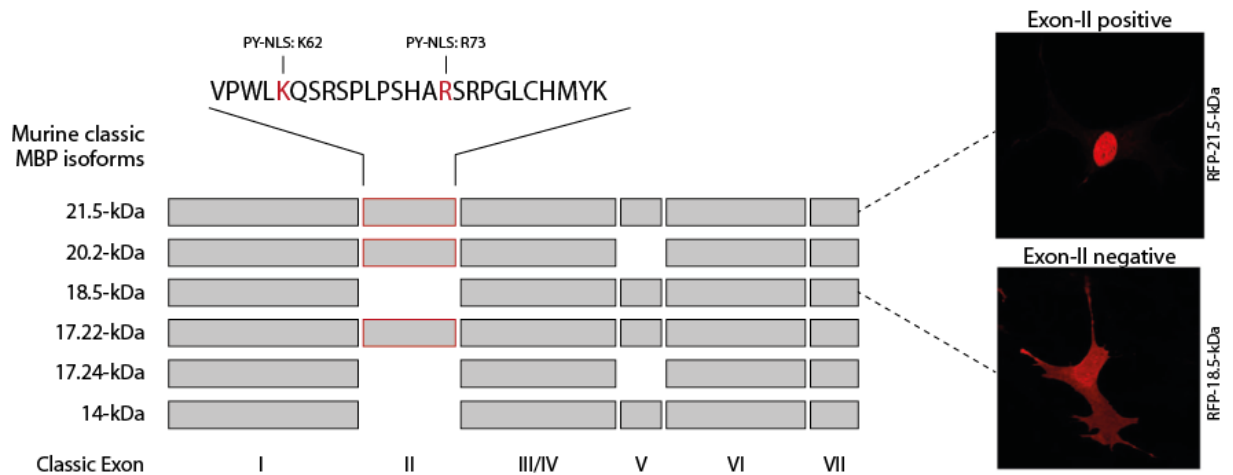 PY-NLS: K62
PY-NLS: R73
VPWLKQSRSPLPSHARSRPGLCHMYK
Murine classic
MBP isoforms
21.5-kDa
20.2-kDa
18.5-kDa
17.22-kDa
17.24-kDa
14-kDa
Classic Exon
I
II
III/IV
V
VI
VII
Exon-II positive
RFP-21.5-kDa
Exon-II negative
RFP-18.5-kDa